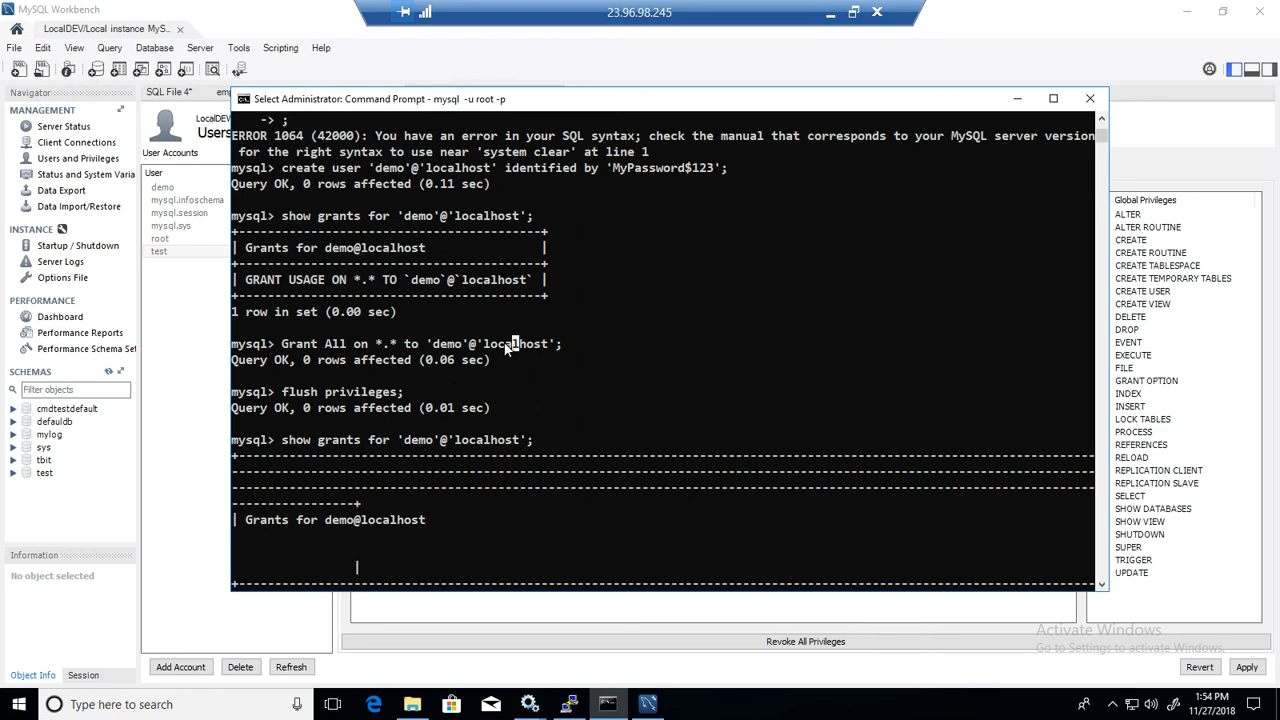 MySQL Workbench
23.96.98.245
LocalDEV/Local instance MyS...
File Edit View Query Database Server Tools Scripting Help
Navigator
SQL File 4*
MANAGEMENT
Server Status
Client Connections
Users and Privileges
Status and System Varia
Data Export
Data Import/Restore
INSTANCE
Startup / Shutdown
Server Logs
Options File
PERFORMANCE
Dashboard
Performance Reports
Performance Schema Set
SCHEMAS
Filter objects
cmdtestdefault
defauldb
mylog
sys
tbit
test
Information
No object selected
Object Info Session
LocalDEV
Users
User Accounts
User
demo
mysql.infoschema
mysql.session
mysql.sys
root
test
Add Account Delete Refresh
Select Administrator: Command Prompt - mysql -u root -p
-> ;
ERROR 1064 (42000): You have an error in your SQL syntax; check the manual that corresponds to your MySQL server version
for the right syntax to use near 'system clear' at line 1
mysql> create user 'demo'@'localhost' identified by 'MyPassword$123';
Query OK, 0 rows affected (0.11 sec)
mysql> show grants for 'demo'@'localhost';
+-------------------------------------------+
| Grants for demo@localhost |
+-------------------------------------------+
| GRANT USAGE ON *.* TO `demo`@`localhost` |
+-------------------------------------------+
1 row in set (0.00 sec)
mysql> Grant All on *.* to 'demo'@'localhost';
Query OK, 0 rows affected (0.06 sec)
mysql> flush privileges;
Query OK, 0 rows affected (0.01 sec)
mysql> show grants for 'demo'@'localhost';
| Grants for demo@localhost
|
Global Privileges
ALTER
ALTER ROUTINE
CREATE
CREATE ROUTINE
CREATE TABLESPACE
CREATE TEMPORARY TABLES
CREATE USER
CREATE VIEW
DELETE
DROP
EVENT
EXECUTE
FILE
GRANT OPTION
INDEX
INSERT
LOCK TABLES
PROCESS
REFERENCES
RELOAD
REPLICATION CLIENT
REPLICATION SLAVE
SELECT
SHOW DATABASES
SHOW VIEW
SHUTDOWN
SUPER
TRIGGER
UPDATE
Revoke All Privileges
Activate Windows
Go to Settings to activate Windows.
Revert Apply
Type here to search
1:54 PM
11/27/2018